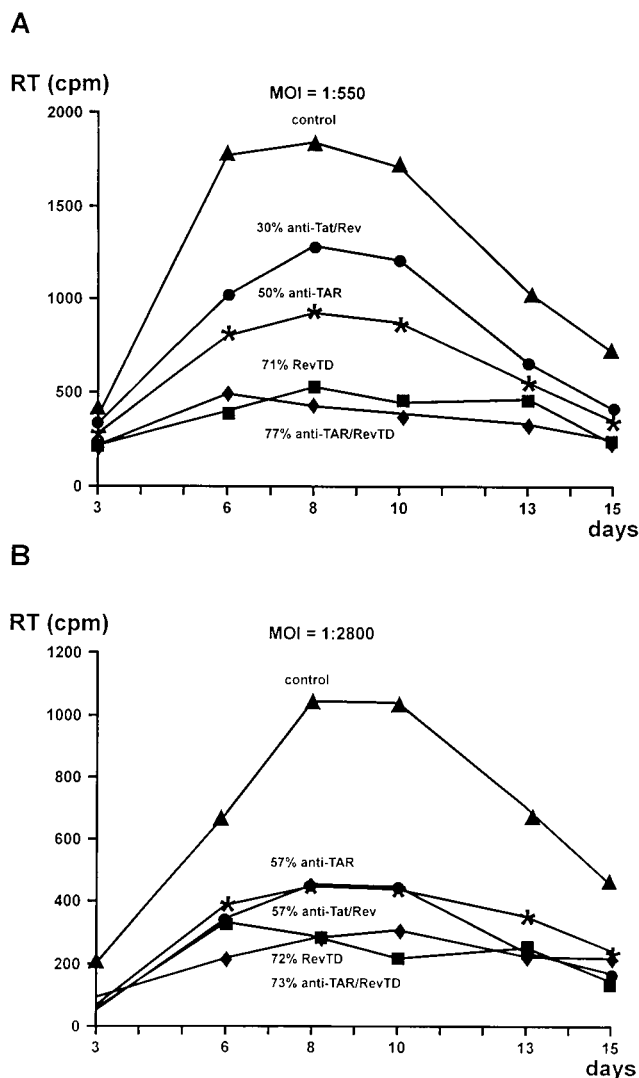 A
RT (cpm)
MOI = 1:550
control
2000
1500
30% anti-Tat/Rev
1000
50% anti-TAR
71% RevTD
500
77% anti-TAR/RevTD
0
3 6 8 10 13 15
days
B
RT (cpm)
MOI = 1:2800
1200
control
1000
800
600
57% anti-TAR
400
57% anti-Tat/Rev
200
72% RevTD
73% anti-TAR/RevTD
0
3 6 8 10 13 15
days